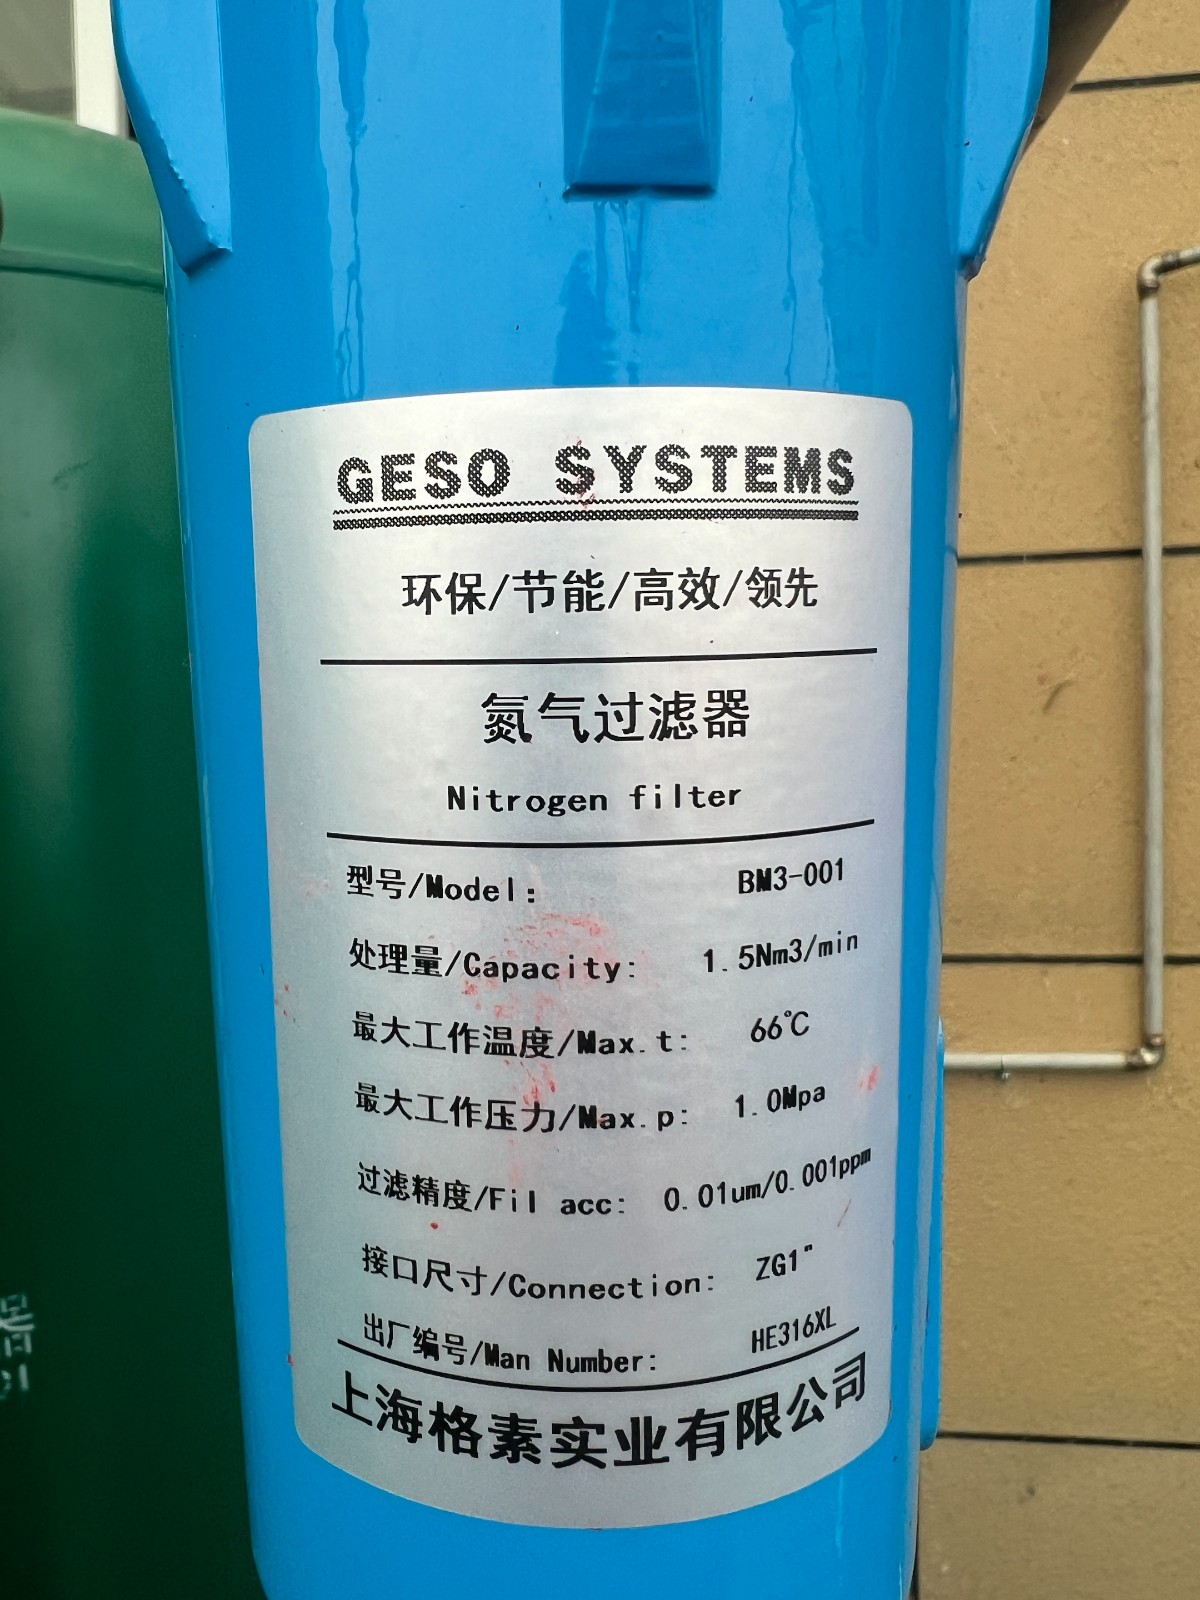 GESO SYSTEMS
环保/节能/高效/领先
氮气过滤器
Nitrogen filter
型号/Model: BM3-001
处理量/Capacity: 1.5Nm3/min
最大工作温度/Max.t: 66℃
最大工作压力/Max.p: 1.0Mpa
过滤精度/Fil acc: 0.01um/0.001ppm
接口尺寸/Connection: ZG1"
出厂编号/Man Number: HE316XL
上海格素实业有限公司